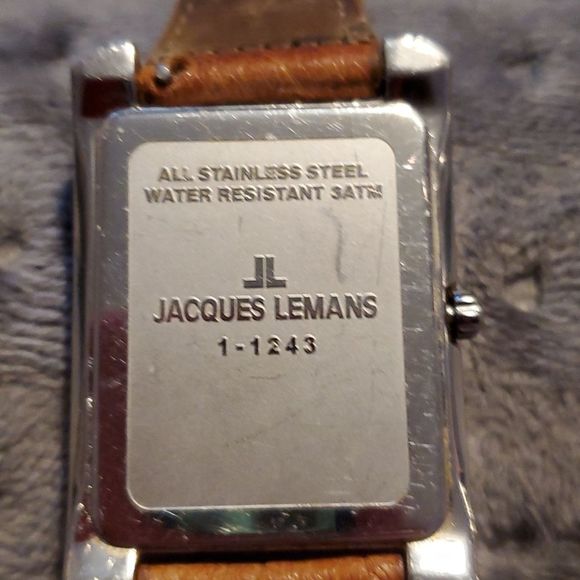 ALL STAINLESS STEEL
WATER RESISTANT 3ATM
JL
JACQUES LEMANS
1-1243